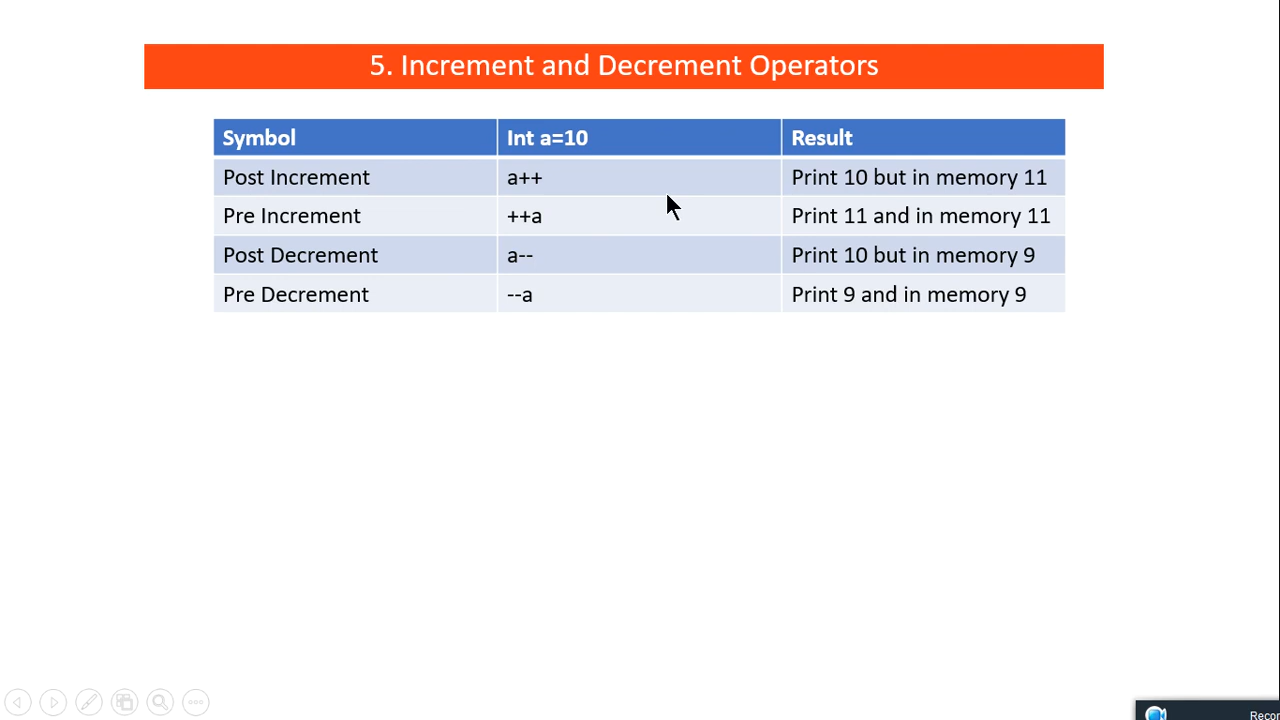 5. Increment and Decrement Operators
Symbol Int a=10 Result
Post Increment a++ Print 10 but in memory 11
Pre Increment ++a Print 11 and in memory 11
Post Decrement a-- Print 10 but in memory 9
Pre Decrement --a Print 9 and in memory 9
Recor